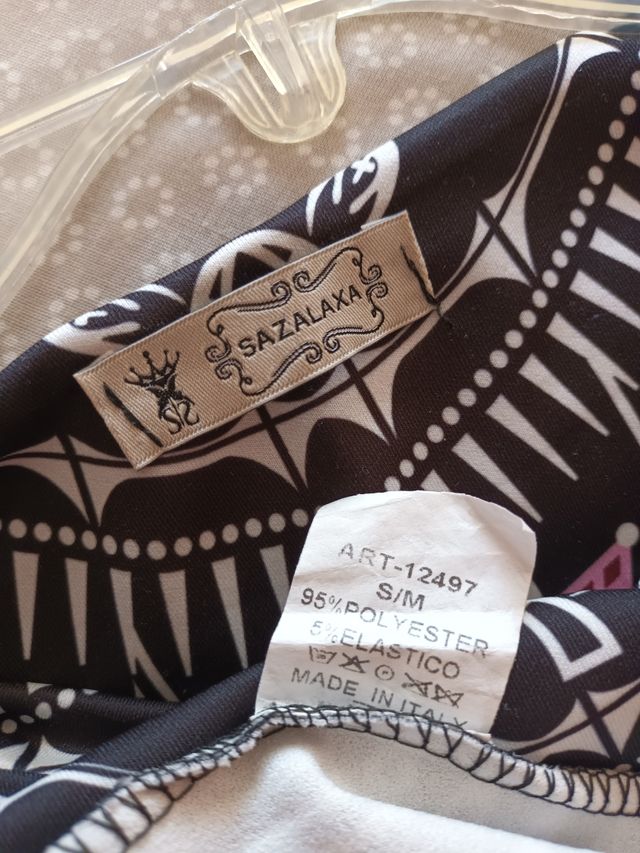 SAZALAXA
ART-12497
S/M
95%POLYESTER
5%ELASTICO
MADE IN ITALY